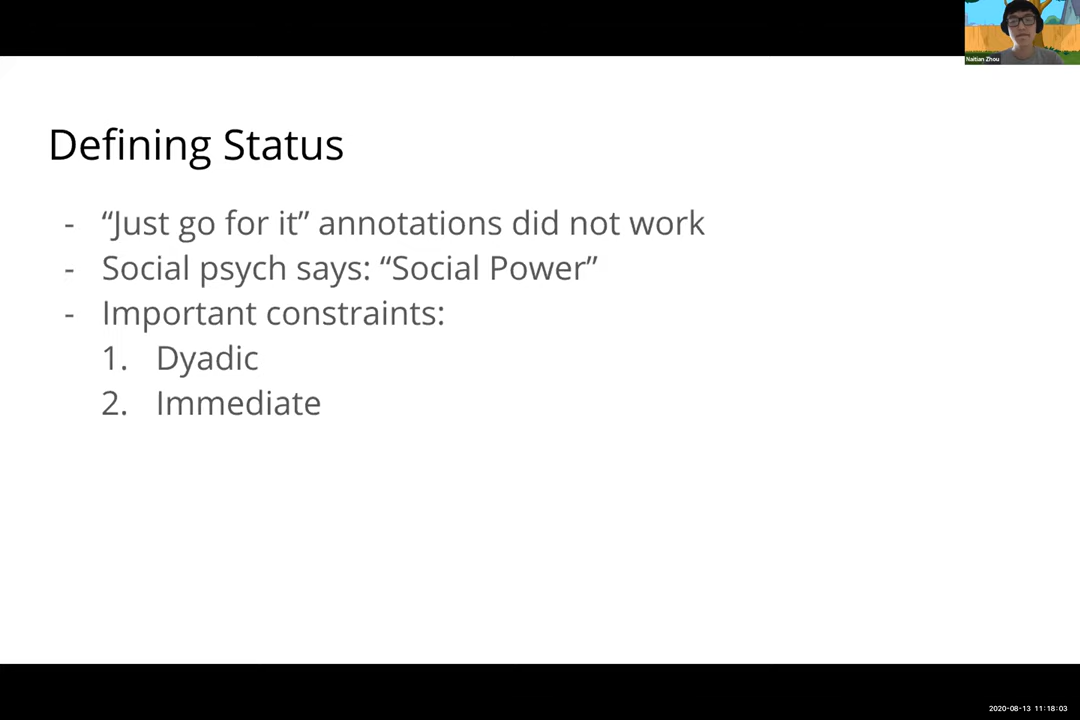 Naitian Zhou
Defining Status
- “Just go for it” annotations did not work
- Social psych says: “Social Power”
- Important constraints:
1. Dyadic
2. Immediate
2020-08-13 11:18:03